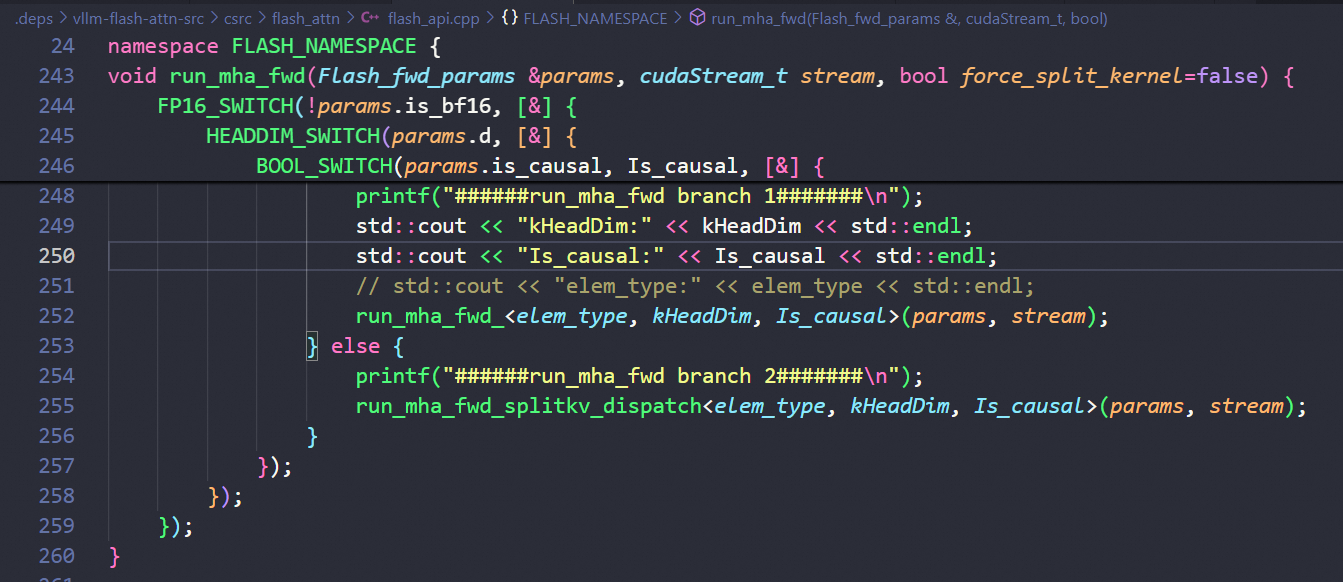 .deps > vllm-flash-attn-src > csrc > flash_attn > C++ flash_api.cpp > {} FLASH_NAMESPACE > run_mha_fwd(Flash_fwd_params &, cudaStream_t, bool)
24 namespace FLASH_NAMESPACE {
243 void run_mha_fwd(Flash_fwd_params &params, cudaStream_t stream, bool force_split_kernel=false) {
244 FP16_SWITCH(!params.is_bf16, [&] {
245 HEADDIM_SWITCH(params.d, [&] {
246 BOOL_SWITCH(params.is_causal, Is_causal, [&] {
248 printf("######run_mha_fwd branch 1#######\n");
249 std::cout << "kHeadDim:" << kHeadDim << std::endl;
250 std::cout << "Is_causal:" << Is_causal << std::endl;
251 // std::cout << "elem_type:" << elem_type << std::endl;
252 run_mha_fwd_<elem_type, kHeadDim, Is_causal>(params, stream);
253 } else {
254 printf("######run_mha_fwd branch 2#######\n");
255 run_mha_fwd_splitkv_dispatch<elem_type, kHeadDim, Is_causal>(params, stream);
256 }
257 });
258 });
259 });
260 }